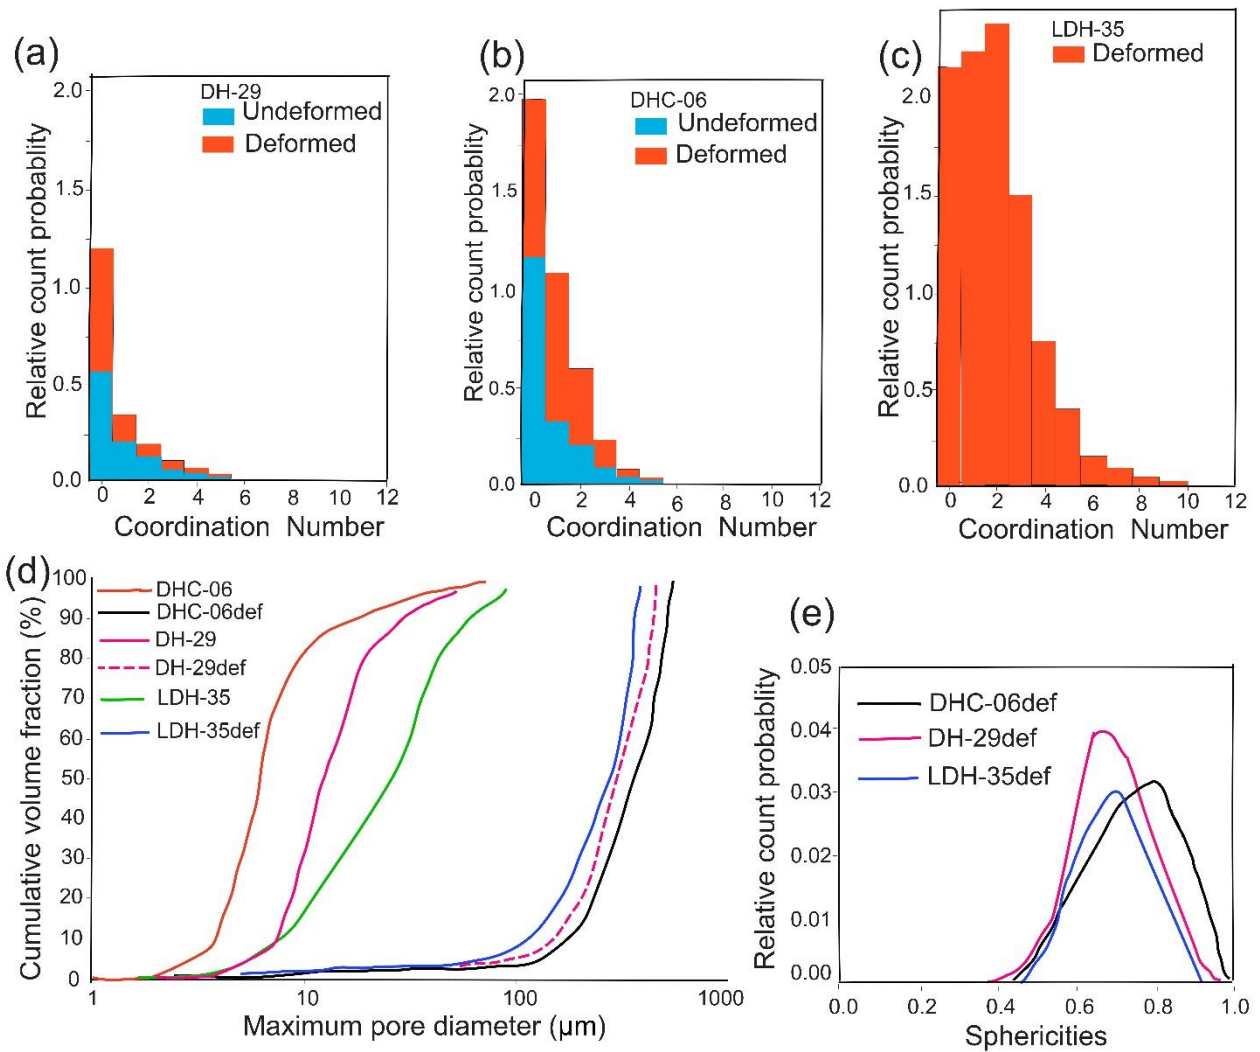 (a)
DH-29
Undeformed
Deformed
2.0
1.5
1.0
0.5
0.0
Relative count probablity
0 2 4 6 8 10 12
Coordination Number
(b)
DHC-06
Undeformed
Deformed
2.0
1.5
1.0
0.5
0.0
Relative count probablity
0 2 4 6 8 10 12
Coordination Number
(c)
LDH-35
Deformed
2.0
1.5
1.0
0.5
0.0
Relative count probablity
0 2 4 6 8 10 12
Coordination Number
(d)
DHC-06
DHC-06def
DH-29
DH-29def
LDH-35
LDH-35def
100
90
80
70
60
50
40
30
20
10
0
Cumulative volume fraction (%)
1 10 100 1000
Maximum pore diameter (µm)
(e)
DHC-06def
DH-29def
LDH-35def
0.05
0.04
0.03
0.02
0.01
0.00
Relative count probablity
0.0 0.2 0.4 0.6 0.8 1.0
Sphericities